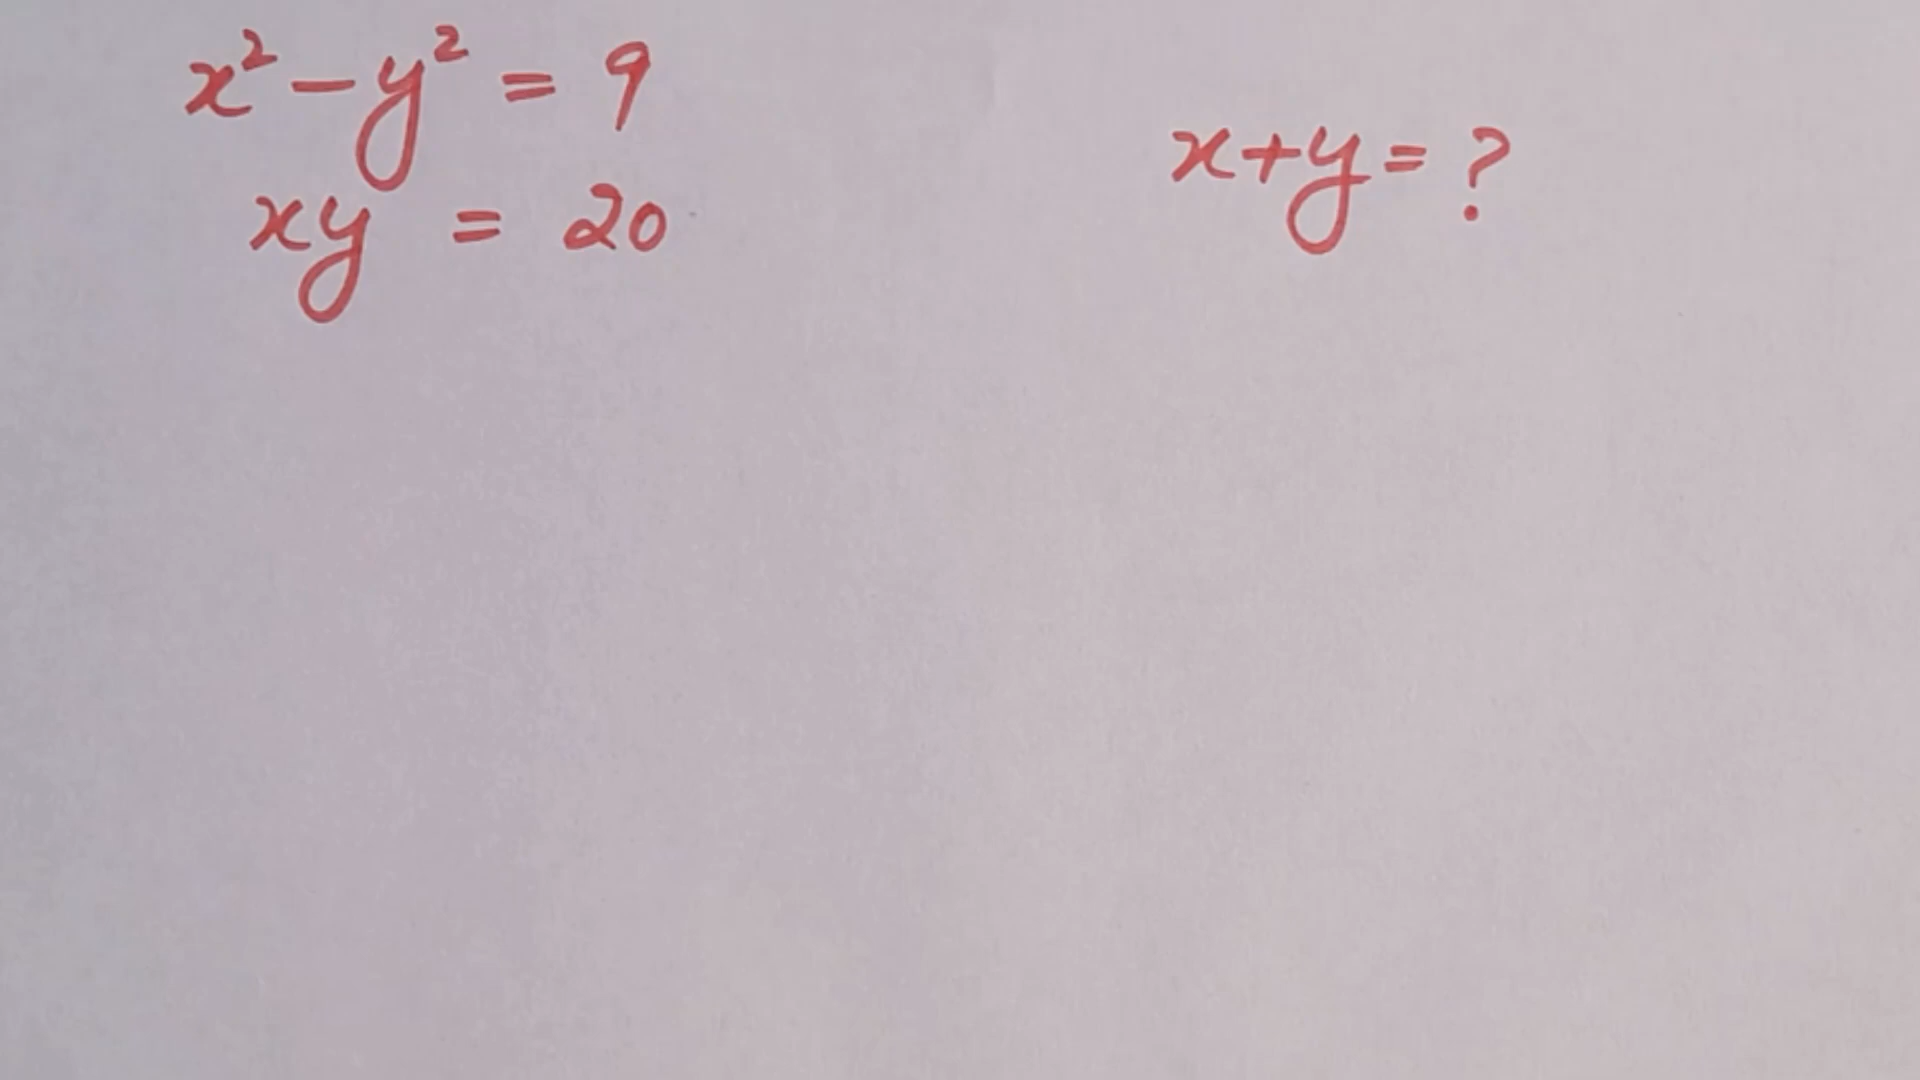 x² - y² = 9
xy = 20
x+y = ?